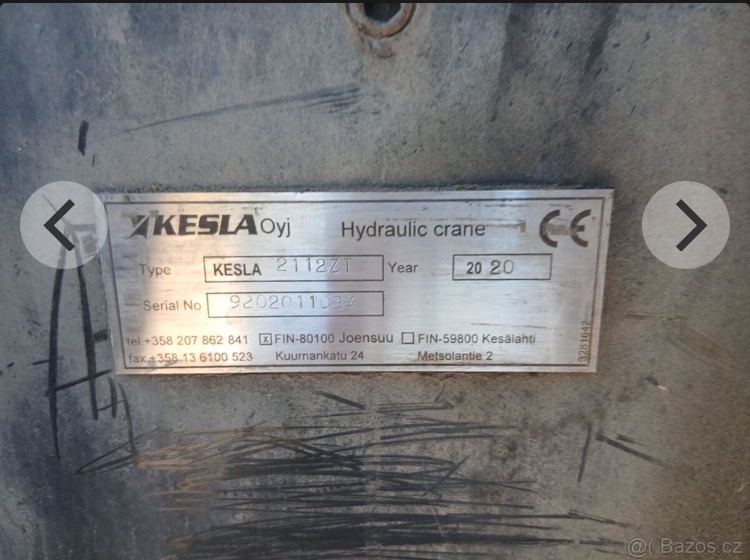 KESLA Oyj Hydraulic crane CE
Type KESLA 2112ZT Year 20 20
Serial No 9202011034
tel.+358 207 862 841 x FIN-80100 Joensuu FIN-59800 Kesälahti
fax.+358 13 6100 523 Kuurnankatu 24 Metsolantie 2
3281642
@( Bazos.cz